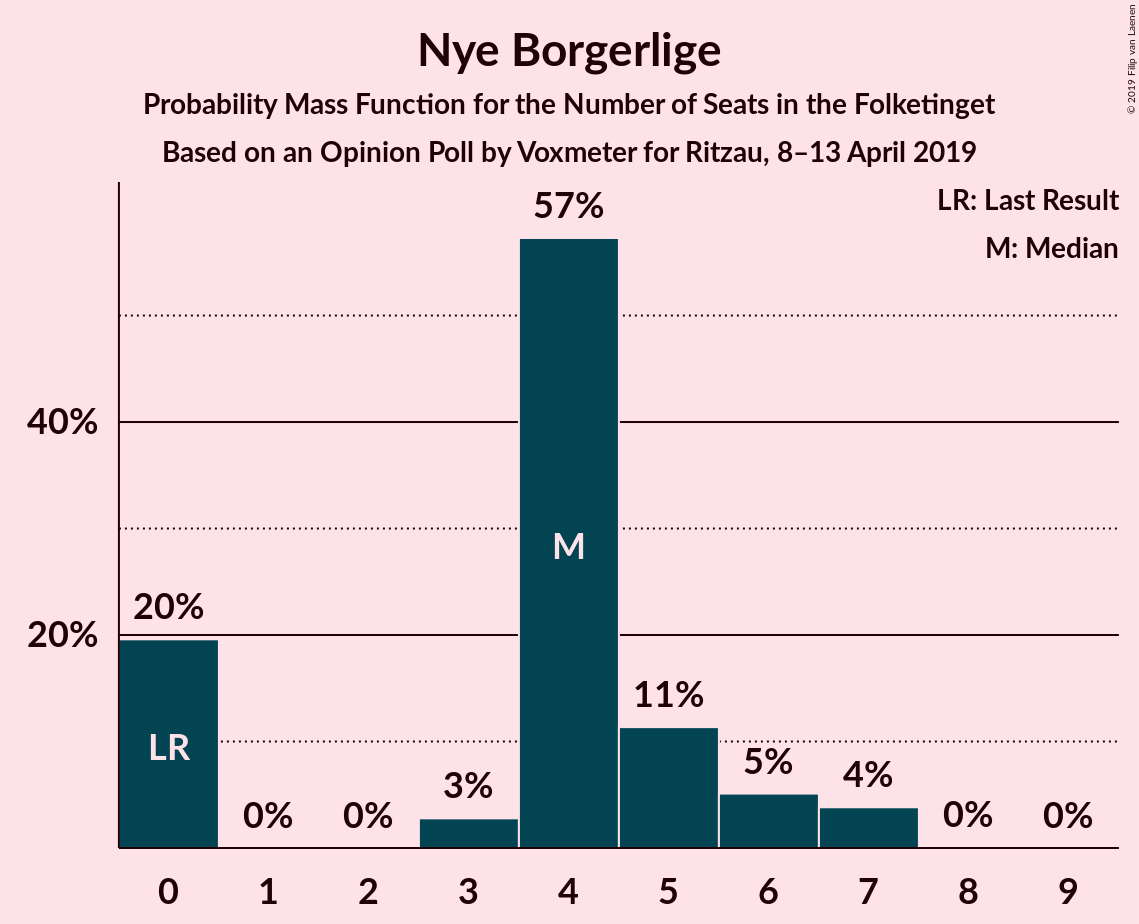 Nye Borgerlige
Probability Mass Function for the Number of Seats in the Folketinget
Based on an Opinion Poll by Voxmeter for Ritzau, 8–13 April 2019
© 2019 Filip van Laenen
LR: Last Result
M: Median
57%
40%
M
20%
20%
11%
LR
5%
4%
3%
0%
0%
0%
0%
0 1 2 3 4 5 6 7 8 9